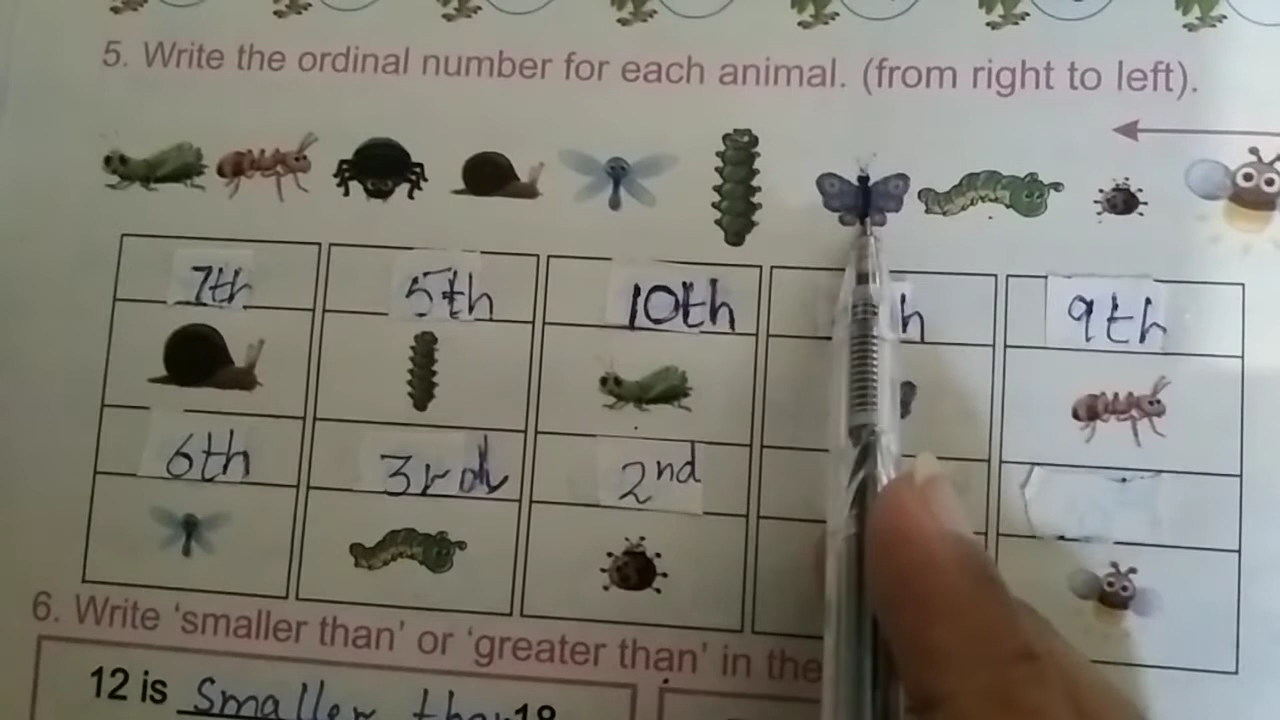 5. Write the ordinal number for each animal. (from right to left).
7th 5th 10th h 9th
6th 3rd 2nd
6. Write 'smaller than' or 'greater than' in the
12 is smaller than 18